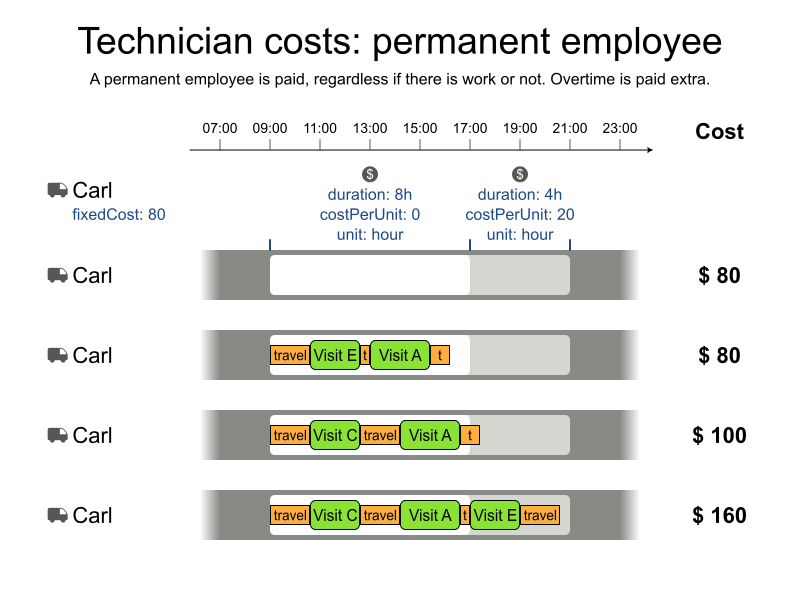 Technician costs: permanent employee
A permanent employee is paid, regardless if there is work or not. Overtime is paid extra.
07:00 09:00 11:00 13:00 15:00 17:00 19:00 21:00 23:00 Cost
Carl
fixedCost: 80
$ $
duration: 8h duration: 4h
costPerUnit: 0 costPerUnit: 20
unit: hour unit: hour
Carl $ 80
Carl travel Visit E t Visit A t $ 80
Carl travel Visit C travel Visit A t $ 100
Carl travel Visit C travel Visit A t Visit E travel $ 160